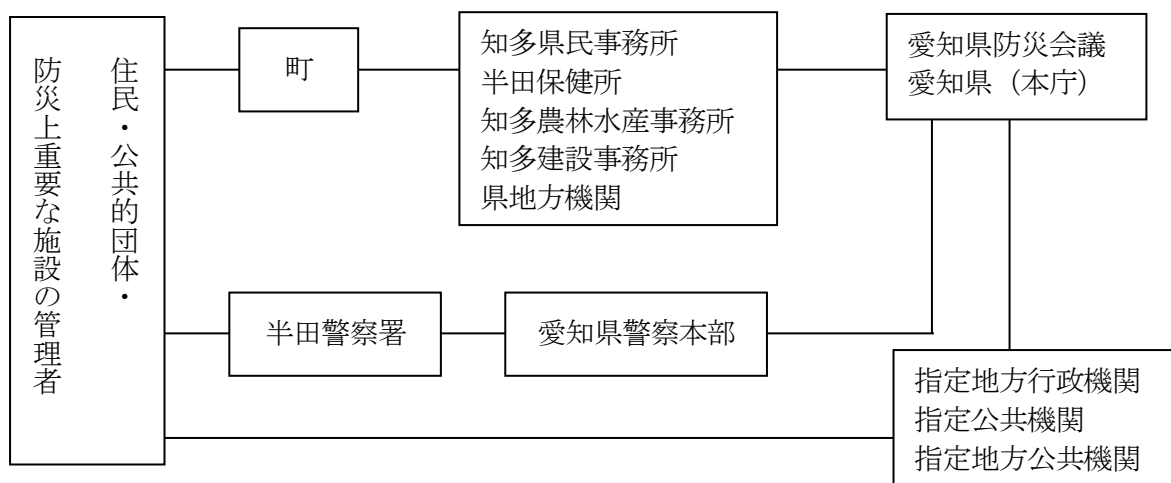 住民・公共的団体・
防災上重要な施設の管理者
町
知多県民事務所
半田保健所
知多農林水産事務所
知多建設事務所
県地方機関
愛知県防災会議
愛知県（本庁）
半田警察署
愛知県警察本部
指定地方行政機関
指定公共機関
指定地方公共機関